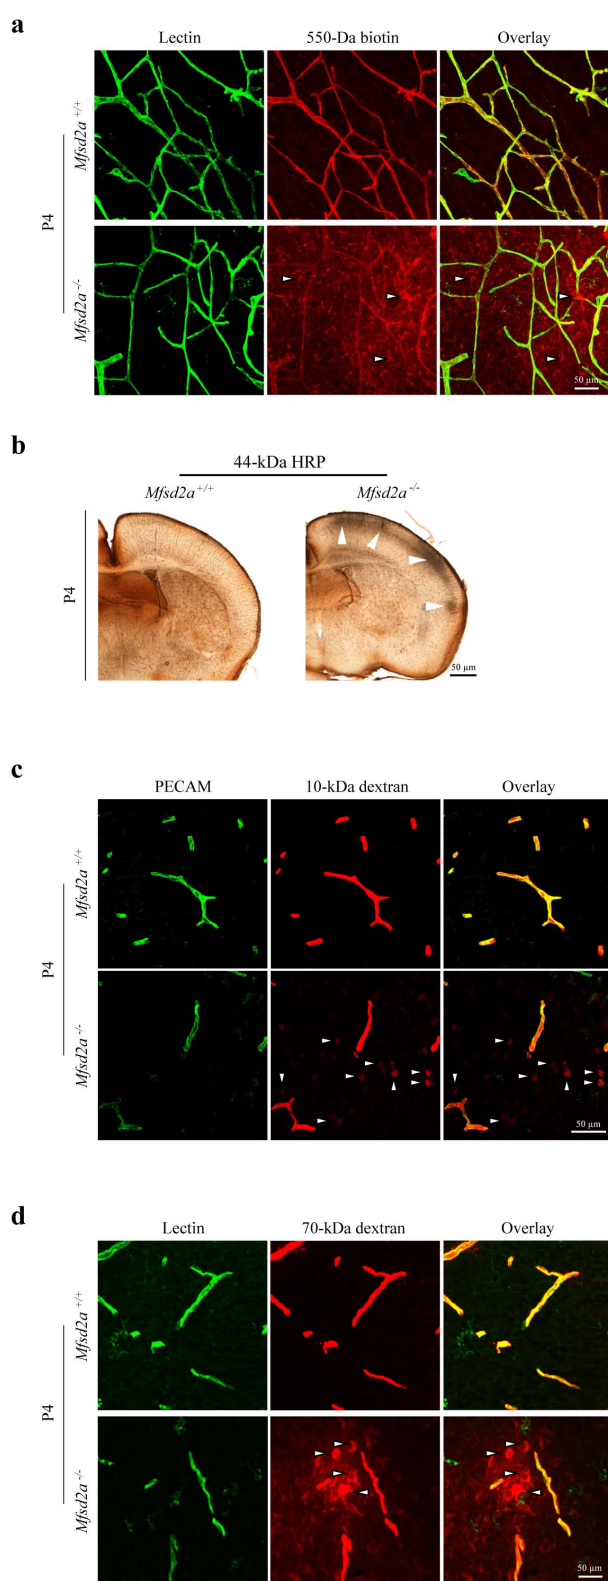 a
Lectin 550-Da biotin Overlay
P4
Mfsd2a +/+
Mfsd2a -/-
50 µm
b
44-kDa HRP
Mfsd2a +/+ Mfsd2a -/-
P4
50 µm
c
PECAM 10-kDa dextran Overlay
P4
Mfsd2a +/+
Mfsd2a -/-
50 µm
d
Lectin 70-kDa dextran Overlay
P4
Mfsd2a +/+
Mfsd2a -/-
50 µm